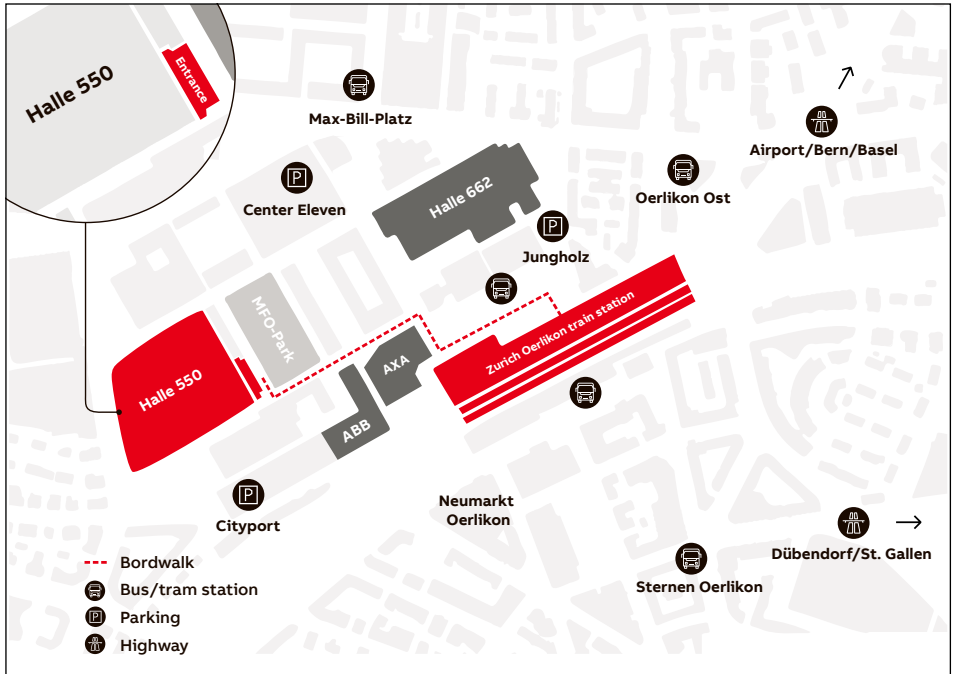 Halle 550
Entrance
Max-Bill-Platz
Airport/Bern/Basel
Center Eleven
Halle 662
Oerlikon Ost
P
P
Jungholz
MFO-Park
Zurich Oerlikon train station
Halle 550
AXA
ABB
P
Cityport
Neumarkt
Oerlikon
Dübendorf/St. Gallen
Sternen Oerlikon
Bordwalk
Bus/tram station
P
Parking
Highway